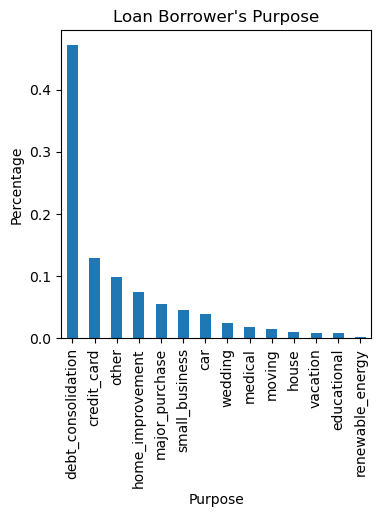 Loan Borrower's Purpose
Percentage
0.4
0.3
0.2
0.1
0.0
debt_consolidation
credit_card
other
home_improvement
major_purchase
small_business
car
wedding
medical
moving
house
vacation
educational
renewable_energy
Purpose